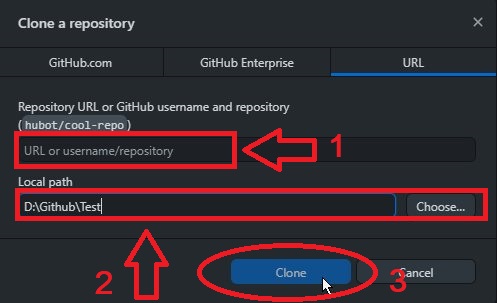 Clone a repository
GitHub.com
GitHub Enterprise
URL
Repository URL or GitHub username and repository
(hubot/cool-repo)
URL or username/repository
1
Local path
D:\Github\Test
Choose...
2
Clone
3
Cancel